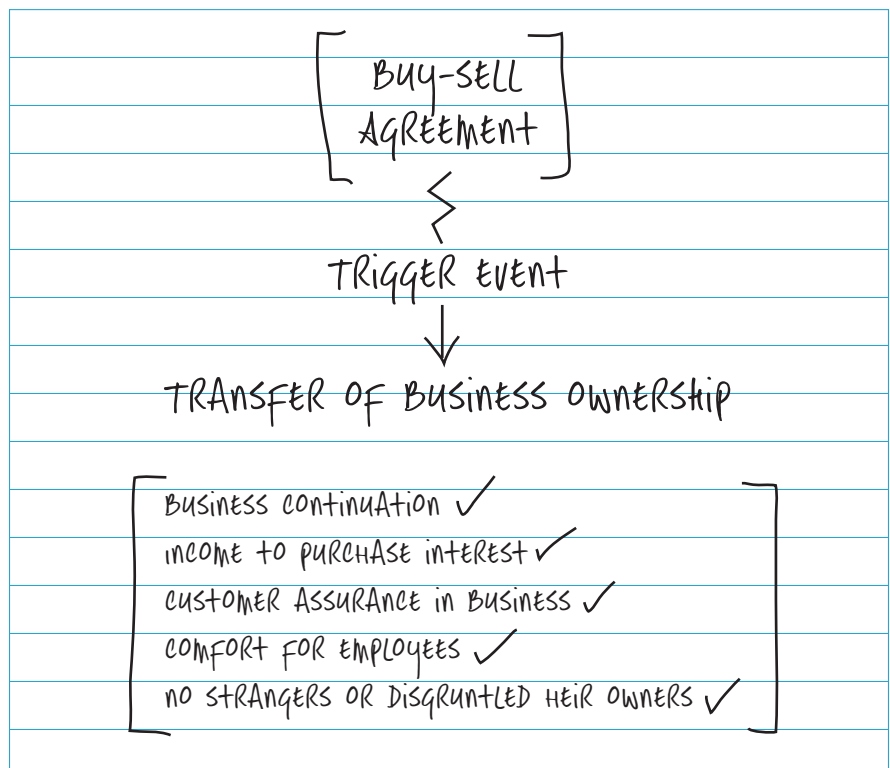 BUY-SELL
AGREEMENT
TRIGGER EVENT
TRANSFER OF BUSINESS OWNERSHIP
BUSINESS CONTINUATION ✓
INCOME TO PURCHASE INTEREST ✓
CUSTOMER ASSURANCE IN BUSINESS ✓
COMFORT FOR EMPLOYEES ✓
NO STRANGERS OR DISGRUNTLED HEIR OWNERS ✓